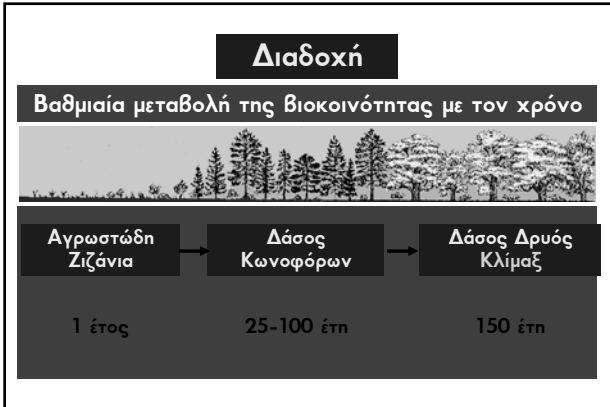 Διαδοχή
Βαθμιαία μεταβολή της βιοκοινότητας με τον χρόνο
Αγρωστώδη
Ζιζάνια
Δάσος
Κωνοφόρων
Δάσος Δρυός
Κλίμαξ
1 έτος
25-100 έτη
150 έτη